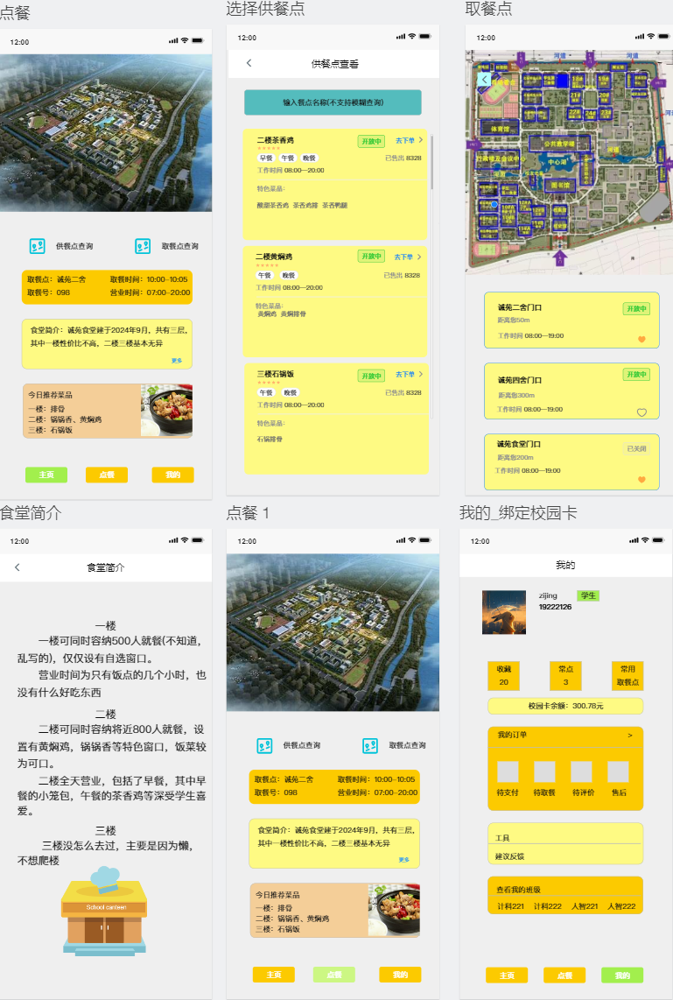 点餐
12:00
供餐点查询
取餐点查询
取餐点：诚苑二舍
取餐时间：10:00-10:05
取餐号：098
营业时间：07:00-20:00
食堂简介：诚苑食堂建于2024年9月，共有三层，
其中一楼性价比不高，二楼三楼基本无异
更多
今日推荐菜品
一楼：排骨
二楼：锅锅香、黄焖鸡
三楼：石锅饭
主页
点餐
我的
选择供餐点
12:00
供餐点查看
输入餐点名称(不支持模糊查询)
二楼茶香鸡
开放中
去下单
早餐 午餐 晚餐
已售出 8328
工作时间 08:00—20:00
特色菜品：
酸甜茶香鸡 茶香鸡排 茶香鸭腿
二楼黄焖鸡
开放中
去下单
午餐 晚餐
已售出 8328
工作时间 08:00—20:00
特色菜品：
黄焖鸡 黄焖排骨
三楼石锅饭
开放中
去下单
午餐 晚餐
已售出 8328
工作时间 08:00—20:00
特色菜品：
石锅排骨
取餐点
12:00
河道
河道
体育馆
公共教学楼
行政楼及会议中心
中心湖
河道
图书馆
诚苑二舍门口
开放中
距离您50m
工作时间 08:00—19:00
诚苑四舍门口
开放中
距离您300m
工作时间 08:00—19:00
诚苑食堂门口
已关闭
距离您200m
工作时间 08:00—19:00
食堂简介
12:00
食堂简介
一楼
一楼可同时容纳500人就餐(不知道，
乱写的)，仅仅设有自选窗口。
营业时间为只有饭点的几个小时，也
没有什么好吃东西
二楼
二楼可同时容纳将近800人就餐，设
置有黄焖鸡，锅锅香等特色窗口，饭菜较
为可口。
二楼全天营业，包括了早餐，其中早
餐的小笼包，午餐的茶香鸡等深受学生喜
爱。
三楼
三楼没怎么去过，主要是因为懒，
不想爬楼
School canteen
点餐 1
12:00
供餐点查询
取餐点查询
取餐点：诚苑二舍
取餐时间：10:00-10:05
取餐号：098
营业时间：07:00-20:00
食堂简介：诚苑食堂建于2024年9月，共有三层，
其中一楼性价比不高，二楼三楼基本无异
更多
今日推荐菜品
一楼：排骨
二楼：锅锅香、黄焖鸡
三楼：石锅饭
主页
点餐
我的
我的_绑定校园卡
12:00
我的
zijing
学生
19222126
收藏
20
常点
3
常用
取餐点
校园卡余额：300.78元
我的订单
>
待支付 待取餐 待评价 售后
工具
建议反馈
查看我的班级
计科221 计科222 人智221 人智222
主页
点餐
我的